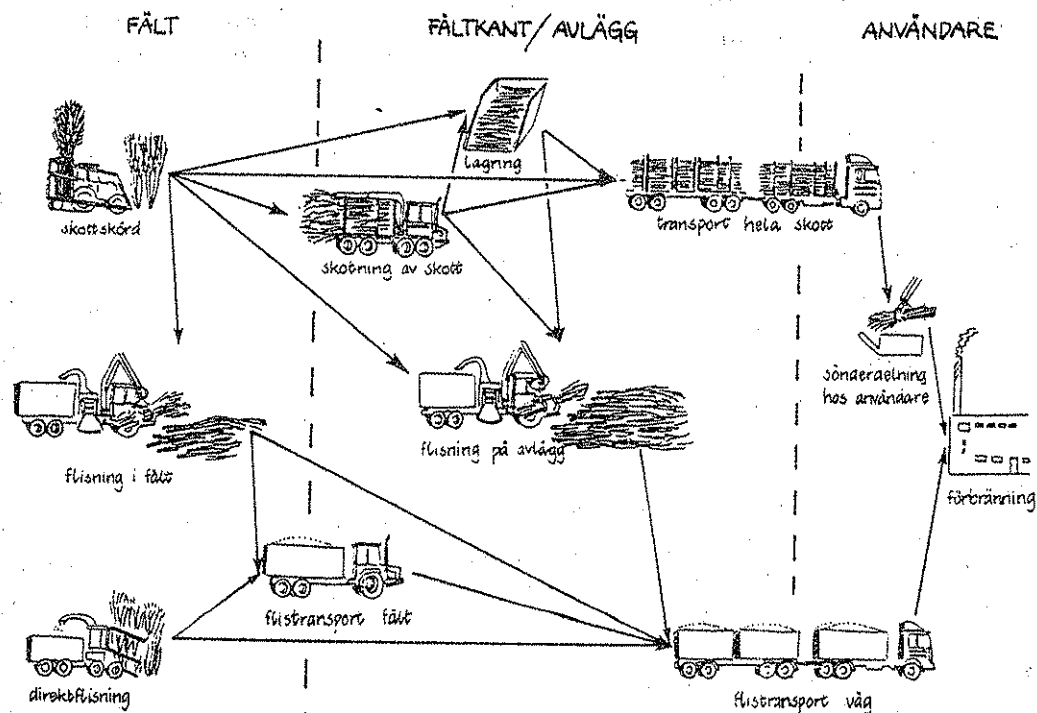 FÄLT
FÄLTKANT/AVLÄGG
ANVÄNDARE
lagring
skottskörd
skotning av skott
transport hela skott
sönderdelning
hos användare
flisning i fält
flisning på avlägg
förbränning
flistransport fält
direktflisning
flistransport väg